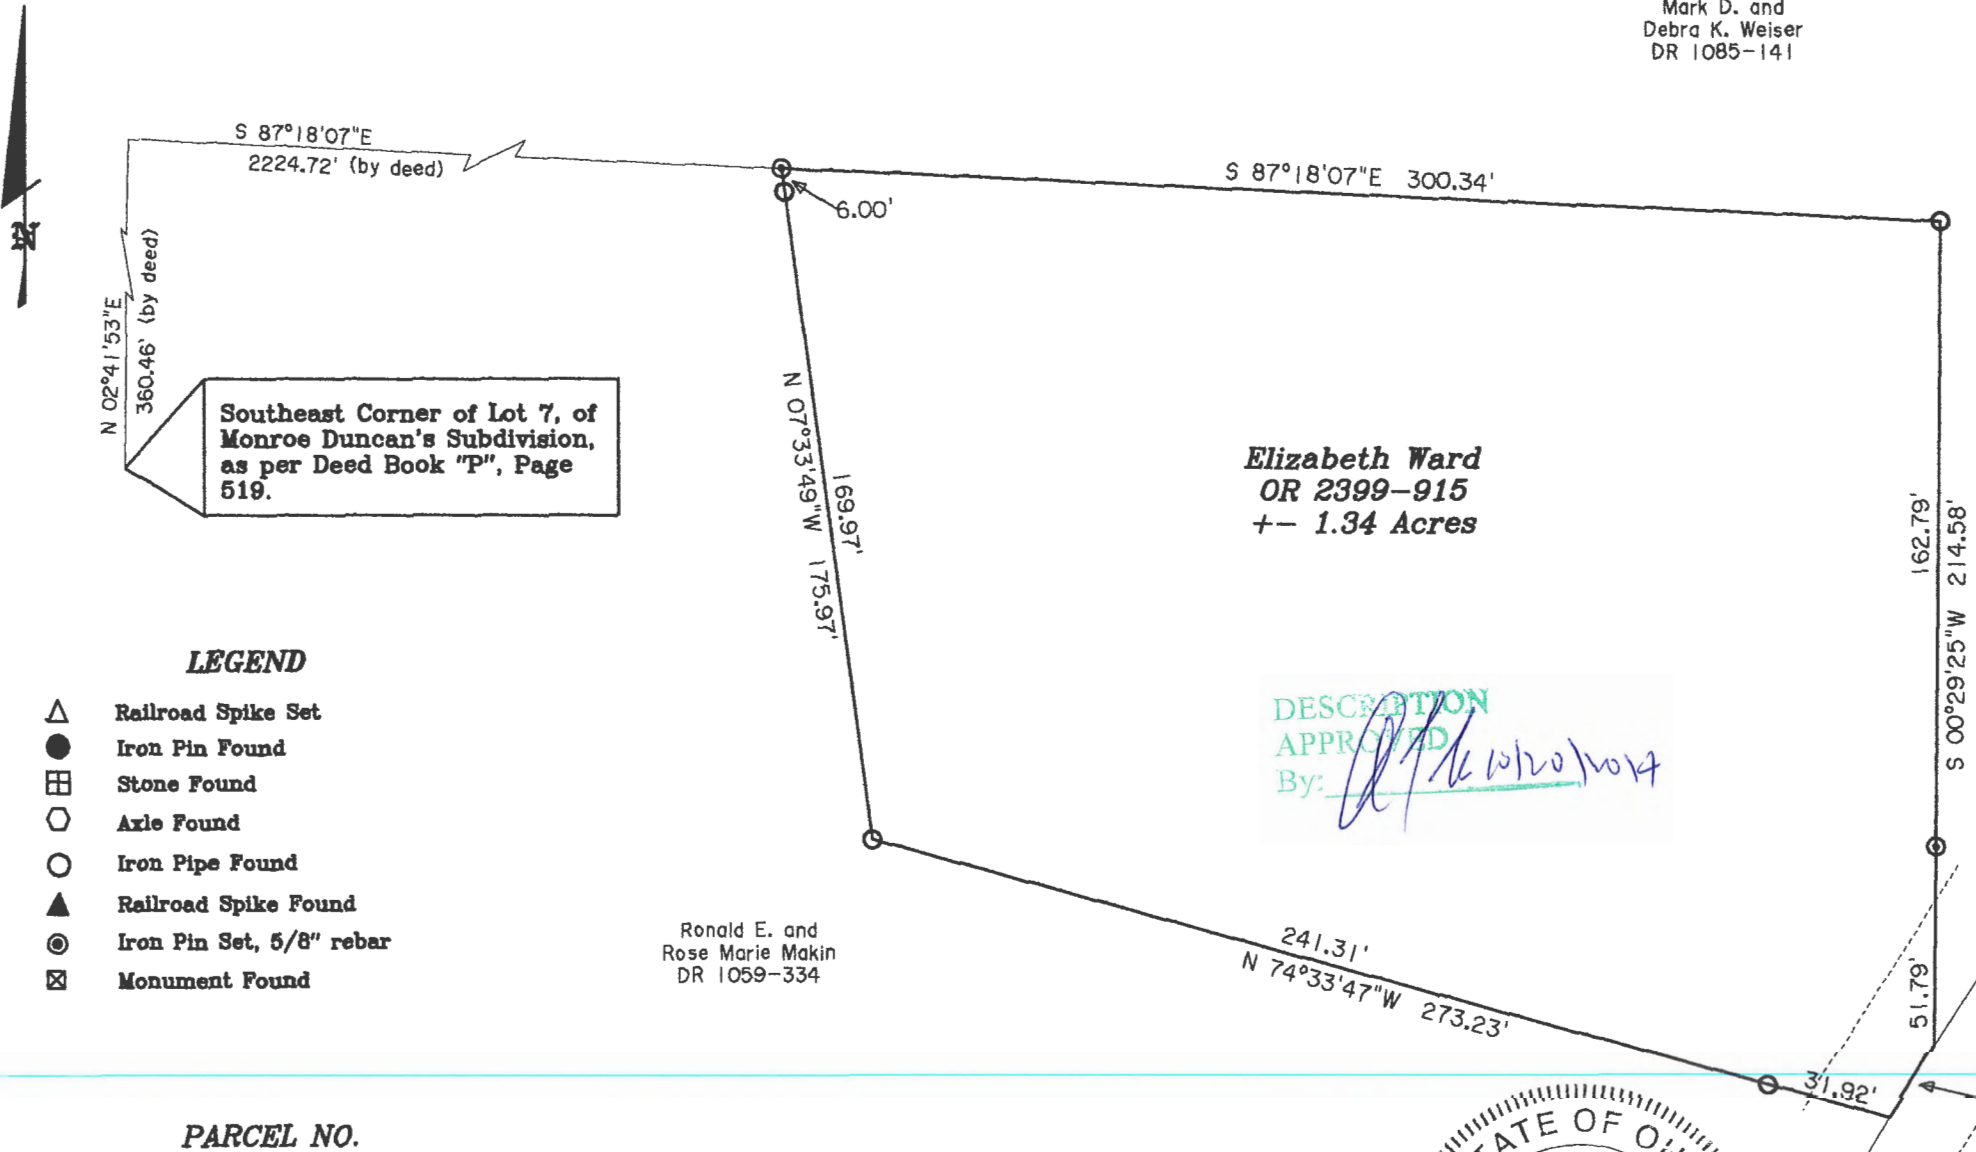 Mark D. and
Debra K. Weiser
DR 1085-141
S 87°18'07"E
2224.72' (by deed)
S 87°18'07"E 300.34'
6.00'
N
N 02°41'53"E
360.46' (by deed)
Southeast Corner of Lot 7, of
Monroe Duncan's Subdivision,
as per Deed Book "P", Page
519.
N 07°33'49"W 175.97'
169.97'
Elizabeth Ward
OR 2399-915
+- 1.34 Acres
162.79'
S 00°29'25"W 214.58'
LEGEND
Railroad Spike Set
Iron Pin Found
Stone Found
Axle Found
Iron Pipe Found
Railroad Spike Found
Iron Pin Set, 5/8" rebar
Monument Found
DESCRIPTION
APPROVED
By: 10/20/2014
Ronald E. and
Rose Marie Makin
DR 1059-334
241.31'
N 74°33'47"W 273.23'
51.79'
31.92'
PARCEL NO.
STATE OF